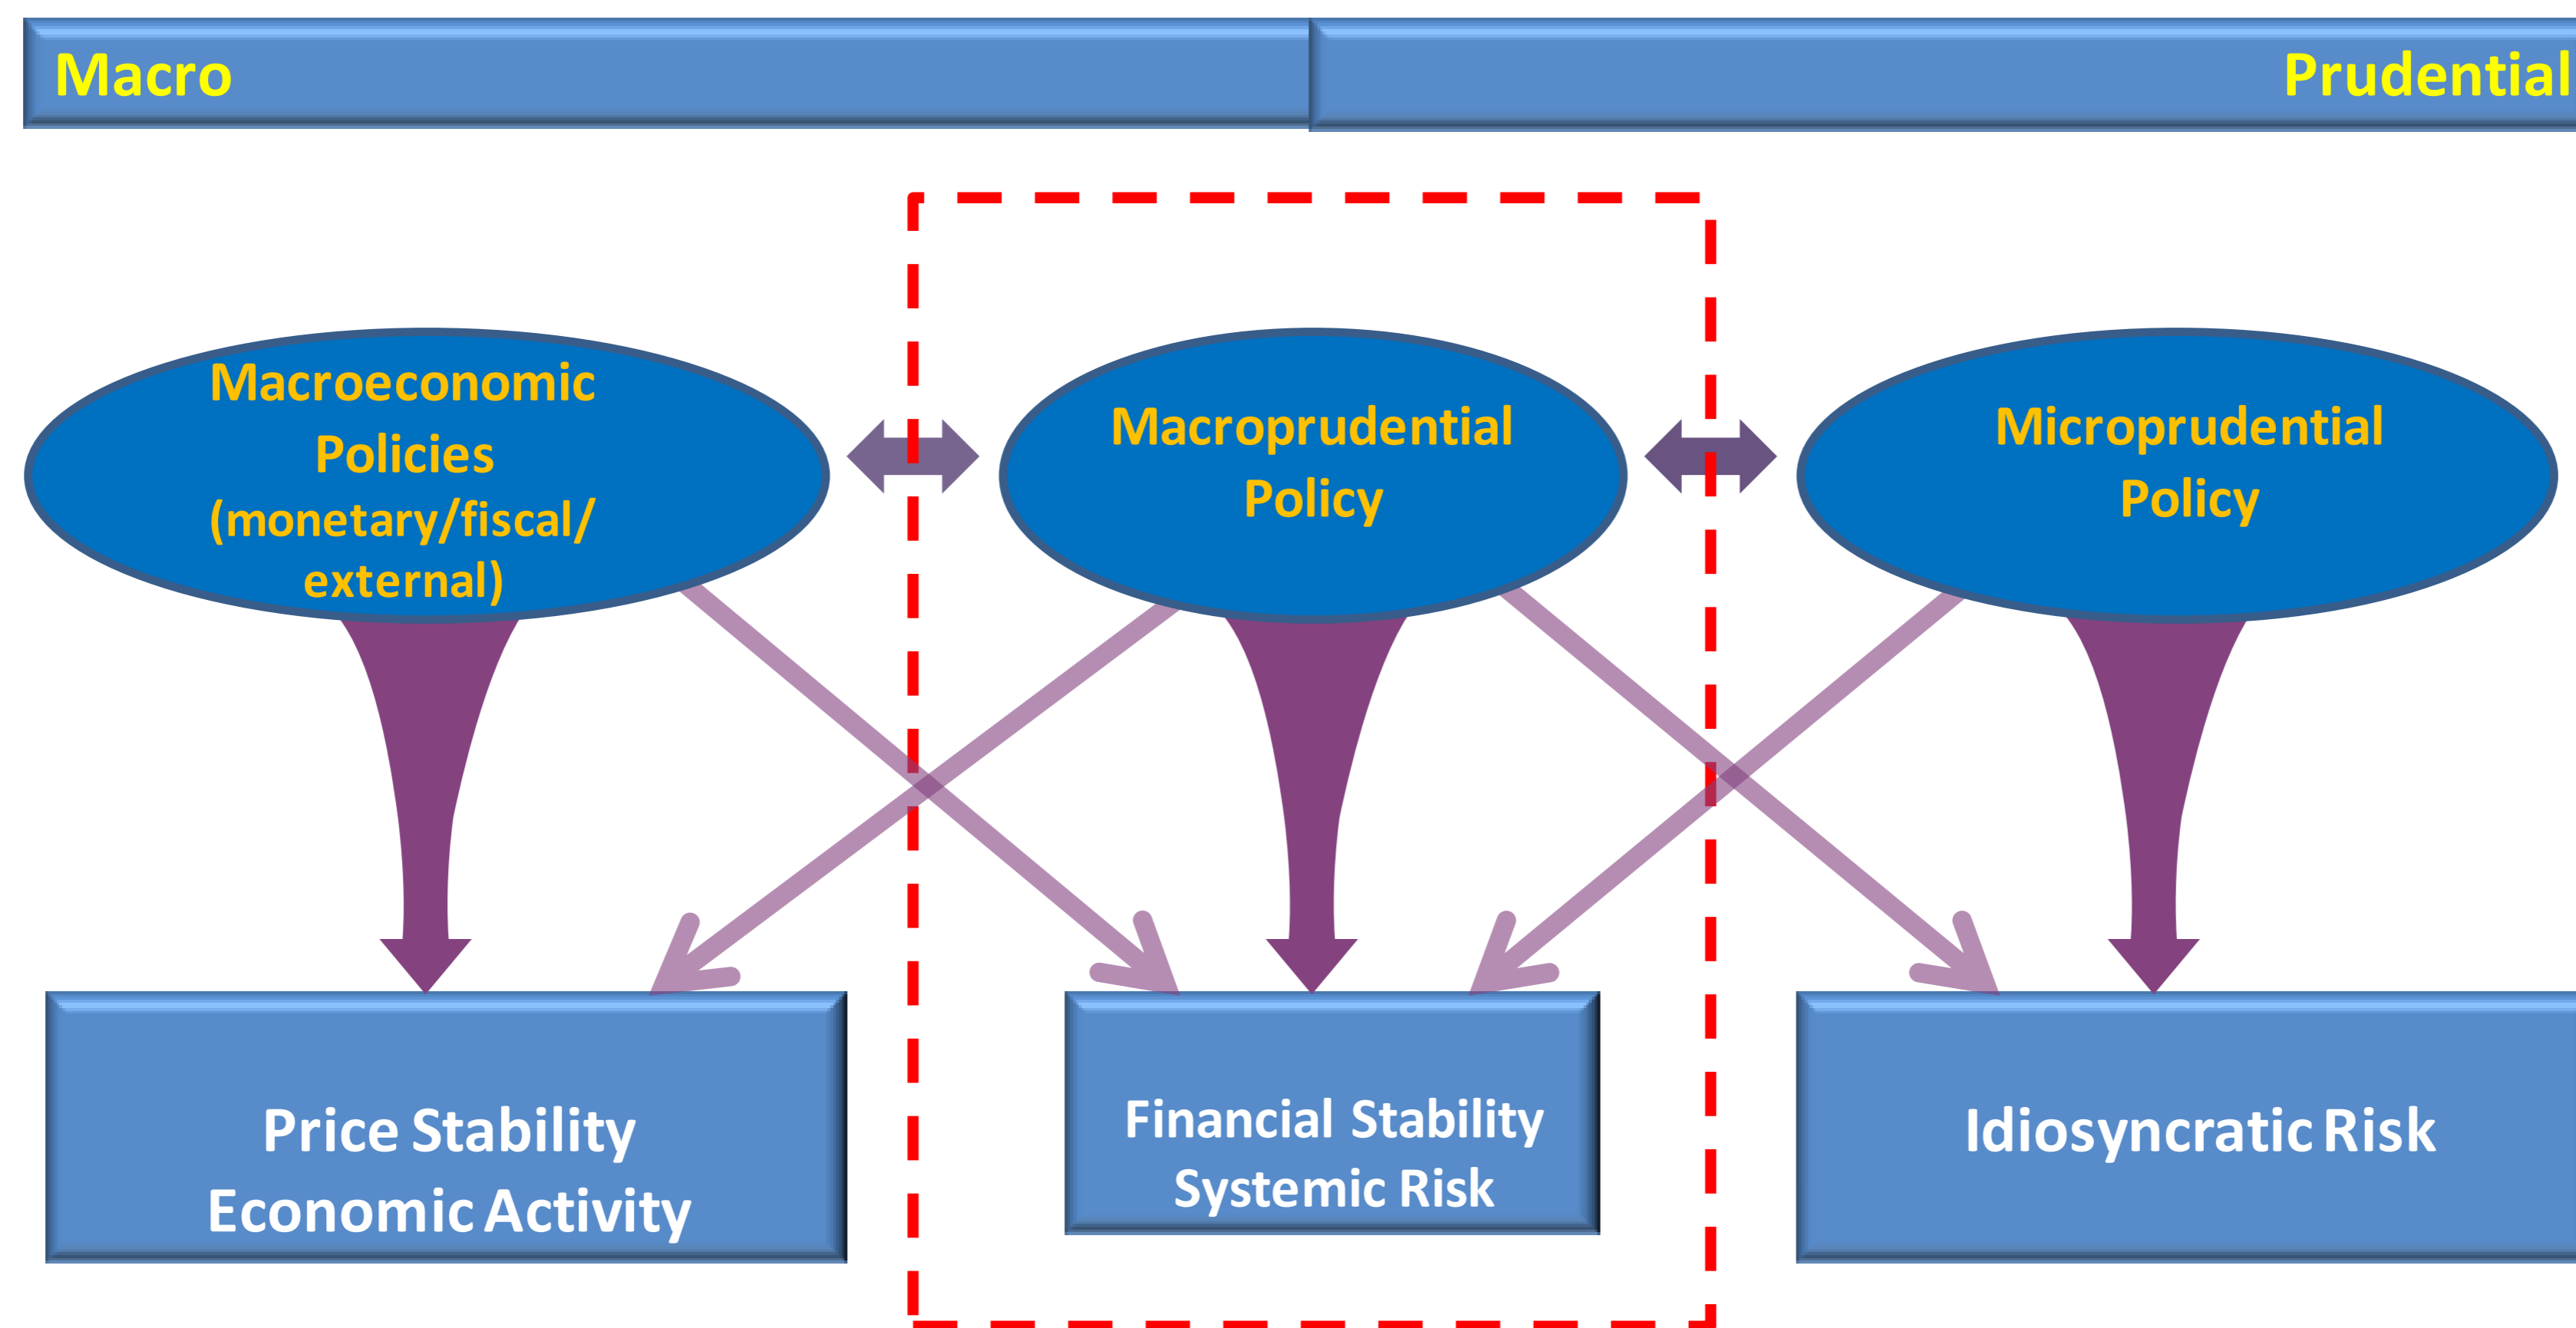 Macro
Prudential
Macroeconomic
Policies
(monetary/fiscal/
external)
Macroprudential
Policy
Microprudential
Policy
Price Stability
Economic Activity
Financial Stability
Systemic Risk
Idiosyncratic Risk